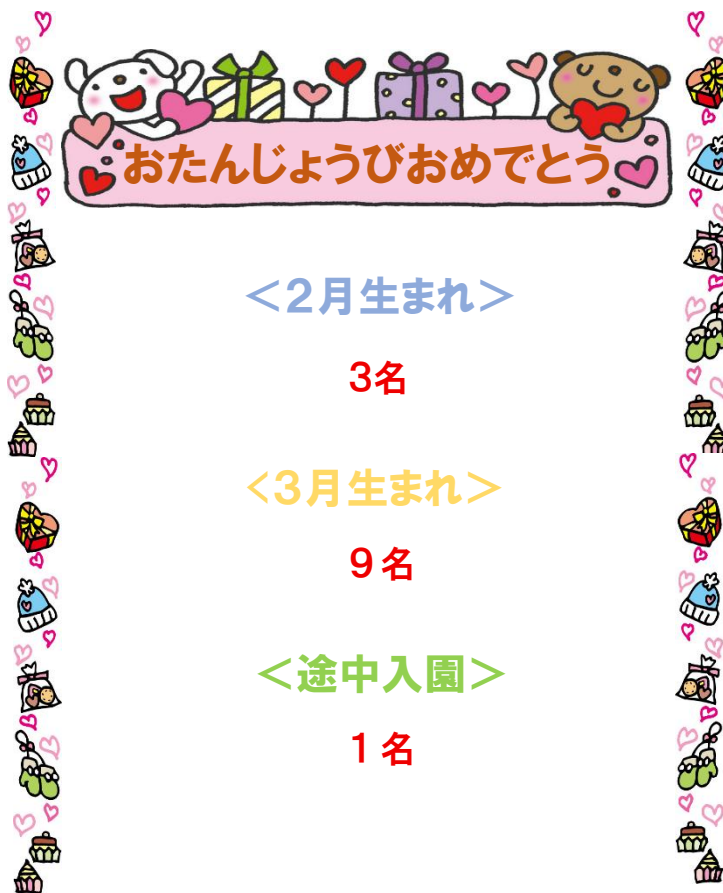 おたんじょうびおめでとう
＜２月生まれ＞
３名
＜３月生まれ＞
９名
＜途中入園＞
１名